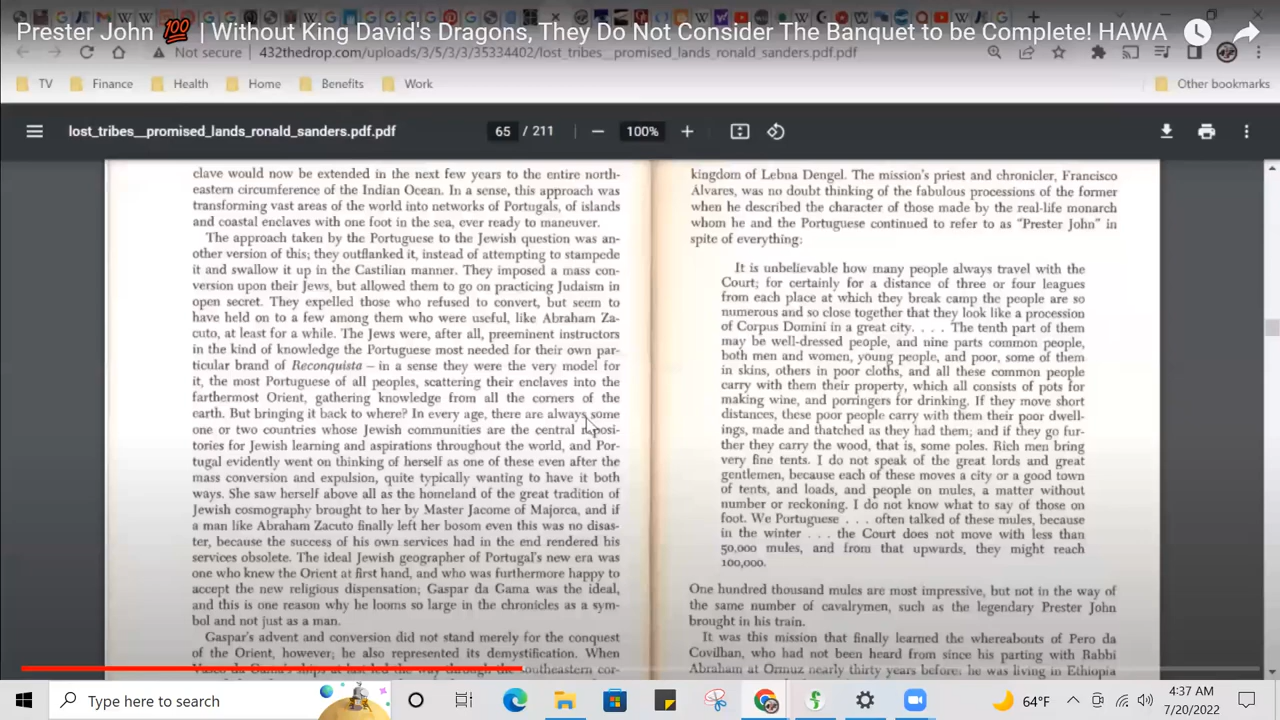 Prester John 💯 | Without King David's Dragons, They Do Not Consider The Banquet to be Complete! HAWA
Not secure | 432thedrop.com/uploads/3/5/3/3/35334402/lost_tribes__promised_lands_ronald_sanders.pdf.pdf
TV Finance Health Home Benefits Work Other bookmarks
lost_tribes__promised_lands_ronald_sanders.pdf.pdf 65 / 211 100%
clave would now be extended in the next few years to the entire north-
eastern circumference of the Indian Ocean. In a sense, this approach was
transforming vast areas of the world into networks of Portugals, of islands
and coastal enclaves with one foot in the sea, ever ready to maneuver.
The approach taken by the Portuguese to the Jewish question was an-
other version of this; they outflanked it, instead of attempting to stampede
it and swallow it up in the Castilian manner. They imposed a mass con-
version upon their Jews, but allowed them to go on practicing Judaism in
open secret. They expelled those who refused to convert, but seem to
have held on to a few among them who were useful, like Abraham Za-
cuto, at least for a while. The Jews were, after all, preeminent instructors
in the kind of knowledge the Portuguese most needed for their own par-
ticular brand of Reconquista – in a sense they were the very model for
it, the most Portuguese of all peoples, scattering their enclaves into the
farthermost Orient, gathering knowledge from all the corners of the
earth. But bringing it back to where? In every age, there are always some
one or two countries whose Jewish communities are the central reposi-
tories for Jewish learning and aspirations throughout the world, and Por-
tugal evidently went on thinking of herself as one of these even after the
mass conversion and expulsion, quite typically wanting to have it both
ways. She saw herself above all as the homeland of the great tradition of
Jewish cosmography brought to her by Master Jacome of Majorca, and if
a man like Abraham Zacuto finally left her bosom even this was no disas-
ter, because the success of his own services had in the end rendered his
services obsolete. The ideal Jewish geographer of Portugal's new era was
one who knew the Orient at first hand, and who was furthermore happy to
accept the new religious dispensation; Gaspar da Gama was the ideal,
and this is one reason why he looms so large in the chronicles as a sym-
bol and not just as a man.
Gaspar's advent and conversion did not stand merely for the conquest
of the Orient, however; he also represented its demystification. When
kingdom of Lebna Dengel. The mission's priest and chronicler, Francisco
Alvares, was no doubt thinking of the fabulous processions of the former
when he described the character of those made by the real-life monarch
whom he and the Portuguese continued to refer to as "Prester John" in
spite of everything:
It is unbelievable how many people always travel with the
Court; for certainly for a distance of three or four leagues
from each place at which they break camp the people are so
numerous and so close together that they look like a procession
of Corpus Domini in a great city. . . . The tenth part of them
may be well-dressed people, and nine parts common people,
both men and women, young people, and poor, some of them
in skins, others in poor cloths, and all these common people
carry with them their property, which all consists of pots for
making wine, and porringers for drinking. If they move short
distances, these poor people carry with them their poor dwell-
ings, made and thatched as they had them; and if they go fur-
ther they carry the wood, that is, some poles. Rich men bring
very fine tents. I do not speak of the great lords and great
gentlemen, because each of these moves a city or a good town
of tents, and loads, and people on mules, a matter without
number or reckoning. I do not know what to say of those on
foot. We Portuguese . . . often talked of these mules, because
in the winter . . . the Court does not move with less than
50,000 mules, and from that upwards, they might reach
100,000.
One hundred thousand mules are most impressive, but not in the way of
the same number of cavalrymen, such as the legendary Prester John
brought in his train.
It was this mission that finally learned the whereabouts of Pero da
Covilhan, who had not been heard from since his parting with Rabbi
Abraham at Ormuz nearly thirty years before; he was living in Ethiopia
Type here to search
64°F
4:37 AM
7/20/2022